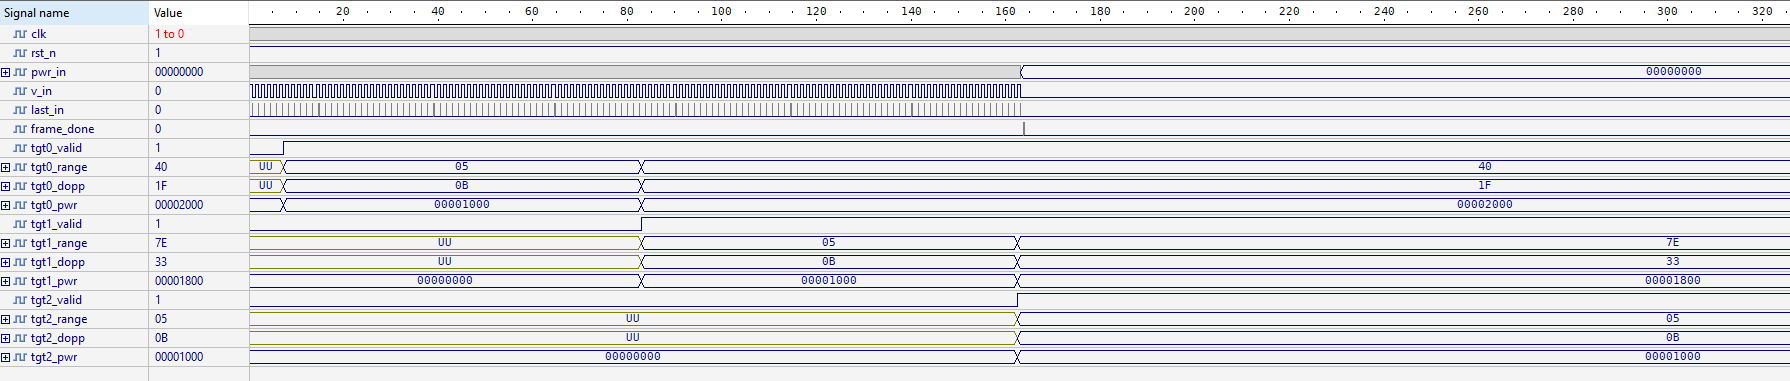 Signal name Value 20 40 60 80 100 120 140 160 180 200 220 240 260 280 300 320
clk 1 to 0
rst_n 1
pwr_in 00000000 00000000
v_in 0
last_in 0
frame_done 0
tgt0_valid 1
tgt0_range 40 UU 05 40
tgt0_dopp 1F UU 0B 1F
tgt0_pwr 00002000 00001000 00002000
tgt1_valid 1
tgt1_range 7E UU 05 7E
tgt1_dopp 33 UU 0B 33
tgt1_pwr 00001800 00000000 00001000 00001800
tgt2_valid 1
tgt2_range 05 UU 05
tgt2_dopp 0B UU 0B
tgt2_pwr 00001000 00000000 00001000